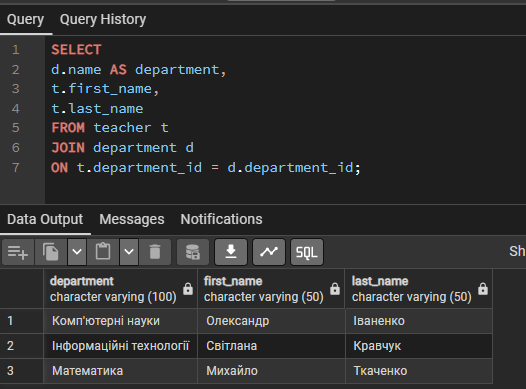 Query Query History
1 SELECT
2 d.name AS department,
3 t.first_name,
4 t.last_name
5 FROM teacher t
6 JOIN department d
7 ON t.department_id = d.department_id;
Data Output Messages Notifications
SQL Sh
department first_name last_name
character varying (100) character varying (50) character varying (50)
1 Комп'ютерні науки Олександр Іваненко
2 Інформаційні технології Світлана Кравчук
3 Математика Михайло Ткаченко